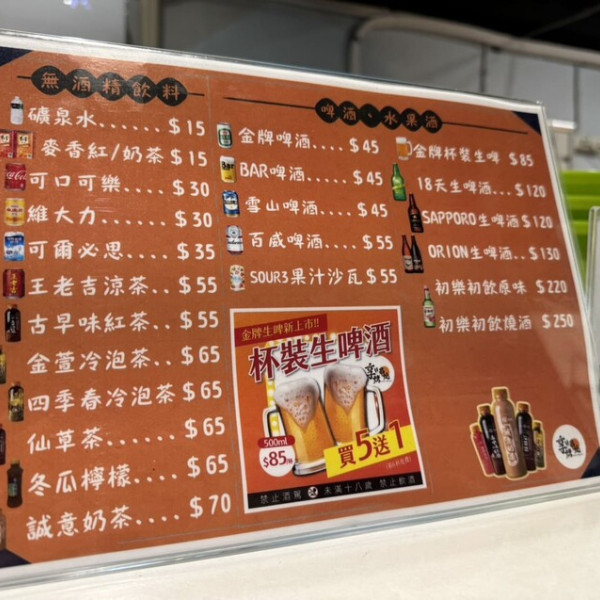 無酒精飲料
礦泉水......$15
麥香紅/奶茶 $15
可口可樂....$30
維大力......$30
可爾必思....$35
王老吉涼茶..$55
古早味紅茶..$55
金萱冷泡茶..$65
四季春冷泡茶 $65
仙草茶......$65
冬瓜檸檬....$65
誠意奶茶....$70
啤酒、水果酒
金牌啤酒....$45
BAR啤酒.....$45
雪山啤酒....$45
百威啤酒....$55
SOUR3果汁沙瓦 $55
金牌杯裝生啤 $85
18天生啤酒...$120
SAPPORO生啤酒 $120
ORION生啤酒..$130
初樂初飲原味 $220
初樂初飲燒酒 $250
金牌生啤新上市!!
杯裝生啤酒
500ml
$85/杯
買5送1
禁止酒駕 未滿十八歲 禁止飲酒